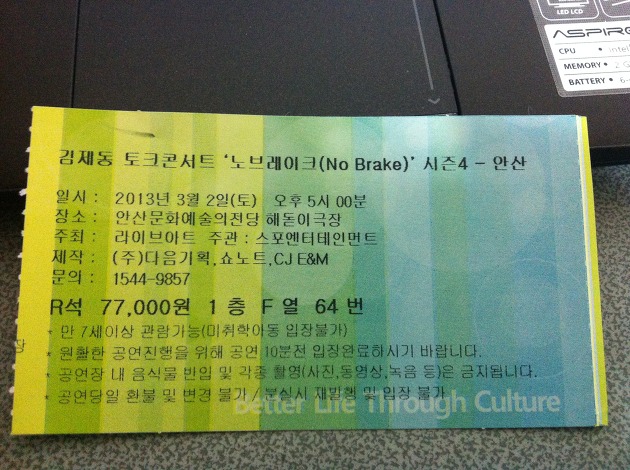 LED LCD
ASPIRE
CPU • Intel
MEMORY • 2 G
BATTERY • 6-
김제동 토크콘서트 '노브레이크(No Brake)' 시즌4 - 안산
일시 : 2013년 3월 2일(토) 오후 5시 00분
장소 : 안산문화예술의전당 해돋이극장
주최 : 라이브아트 주관 : 스포엔터테인먼트
제작 : (주)다음기획,쇼노트,CJ E&M
문의 : 1544-9857
R석 77,000원 1 층 F 열 64 번
* 만 7세이상 관람가능(미취학아동 입장불가)
* 원활한 공연진행을 위해 공연 10분전 입장완료하시기 바랍니다.
* 공연장 내 음식물 반입 및 각종 촬영(사진,동영상,녹음 등)은 금지됩니다.
* 공연당일 환불 및 변경 불가 / 분실시 재발행 및 입장 불가
Better Life Through Culture
장